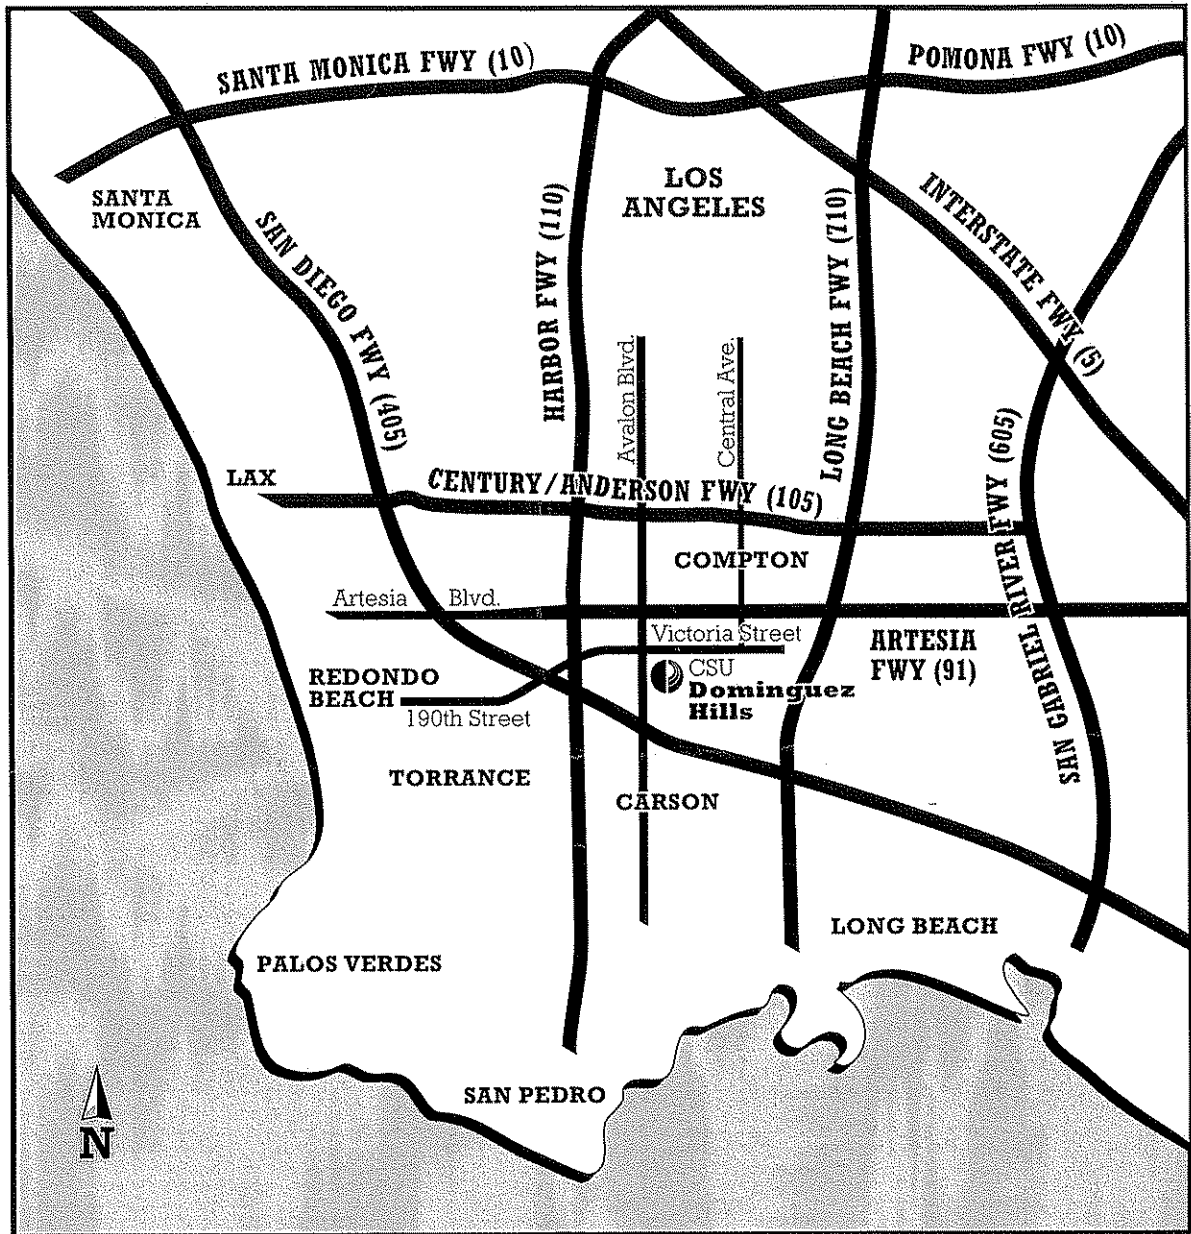 SANTA MONICA FWY (10)
POMONA FWY (10)
SANTA
MONICA
LOS
ANGELES
SAN DIEGO FWY (405)
HARBOR FWY (110)
LONG BEACH FWY (710)
INTERSTATE FWY (5)
Avalon Blvd.
Central Ave.
LAX
CENTURY/ANDERSON FWY (105)
SAN GABRIEL RIVER FWY (605)
COMPTON
Artesia Blvd.
Victoria Street
ARTESIA
FWY (91)
REDONDO
BEACH
190th Street
CSU
Dominguez
Hills
TORRANCE
CARSON
LONG BEACH
PALOS VERDES
SAN PEDRO
N